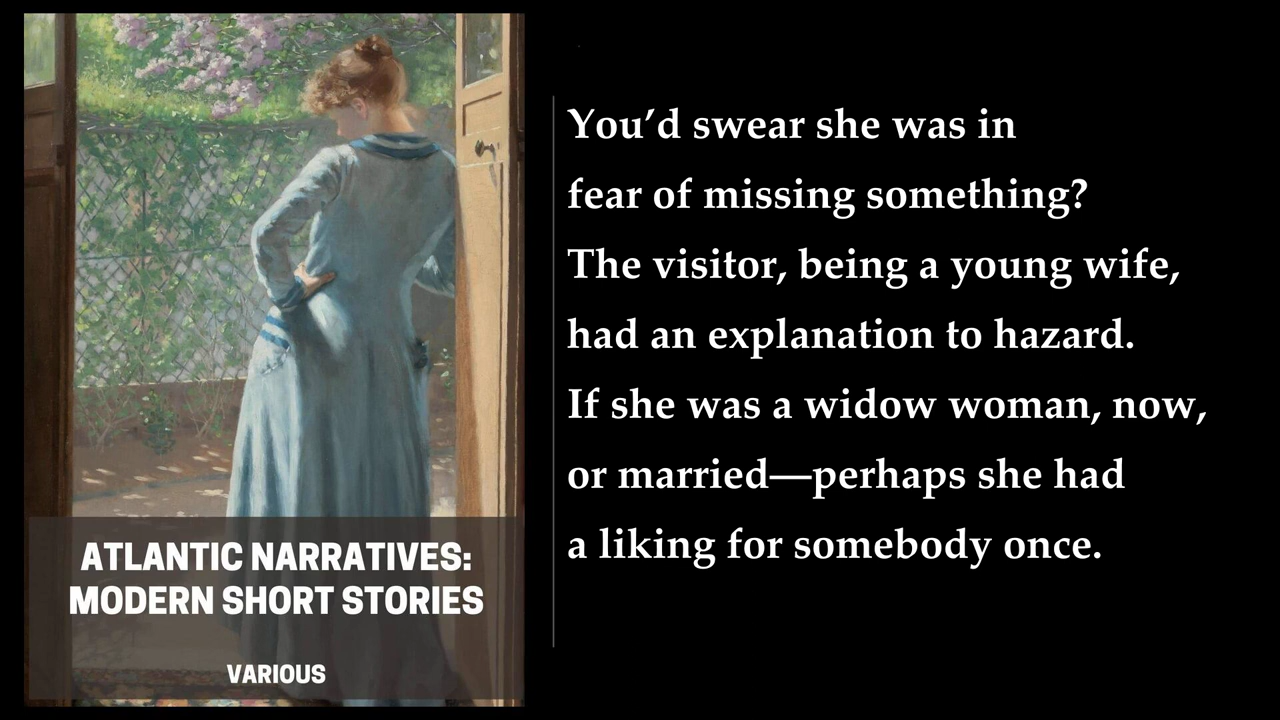 You’d swear she was in
fear of missing something?
The visitor, being a young wife,
had an explanation to hazard.
If she was a widow woman, now,
or married—perhaps she had
a liking for somebody once.
ATLANTIC NARRATIVES:
MODERN SHORT STORIES
VARIOUS